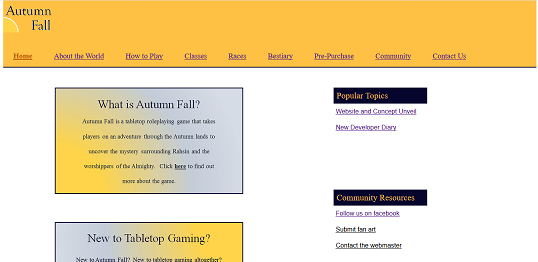 Autumn
Fall
Home About the World How to Play Classes Races Bestiary Pre-Purchase Community Contact Us
What is Autumn Fall?
Autumn Fall is a tabletop roleplaying game that takes
players on an adventure through the Autumn lands to
uncover the mystery surrounding Rahsin and the
worshippers of the Almighty. Click here to find out
more about the game.
New to Tabletop Gaming?
New to Autumn Fall? New to tabletop gaming altogether?
Popular Topics
Website and Concept Unveil
New Developer Diary
Community Resources
Follow us on facebook
Submit fan art
Contact the webmaster